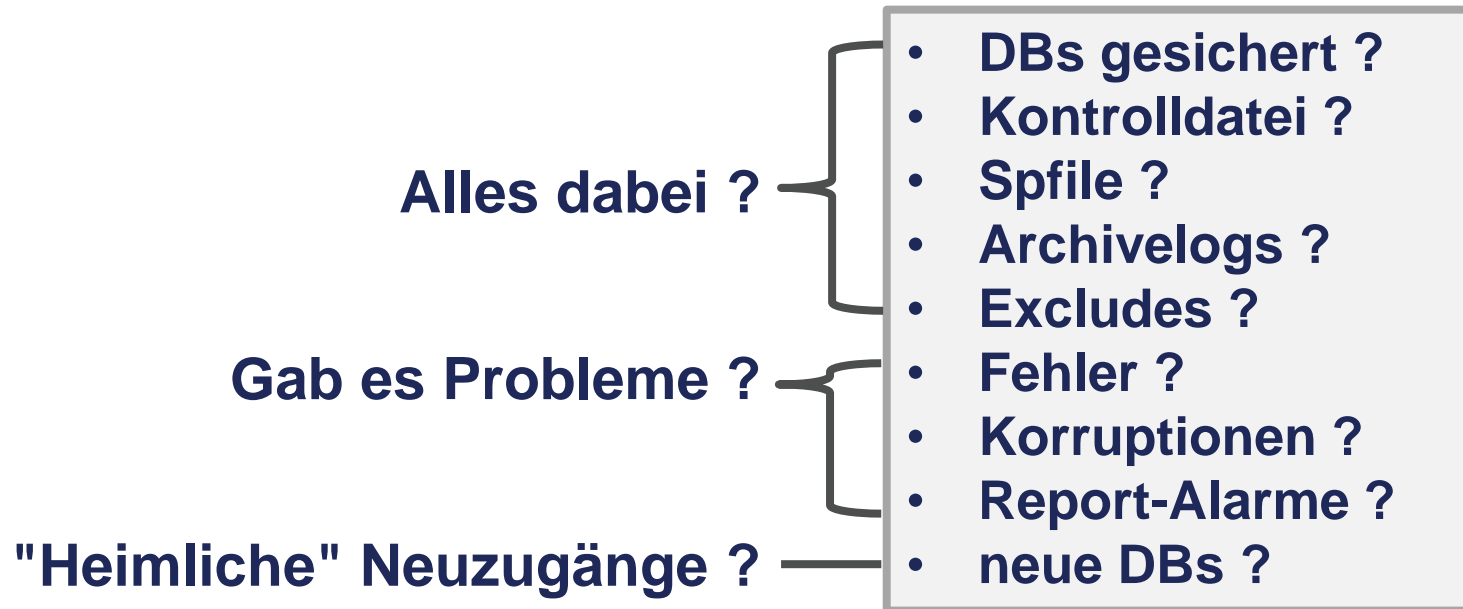 Alles dabei ?
• DBs gesichert ?
• Kontrolldatei ?
• Spfile ?
• Archivelogs ?
• Excludes ?
Gab es Probleme ?
• Fehler ?
• Korruptionen ?
• Report-Alarme ?
"Heimliche" Neuzugänge ?
• neue DBs ?